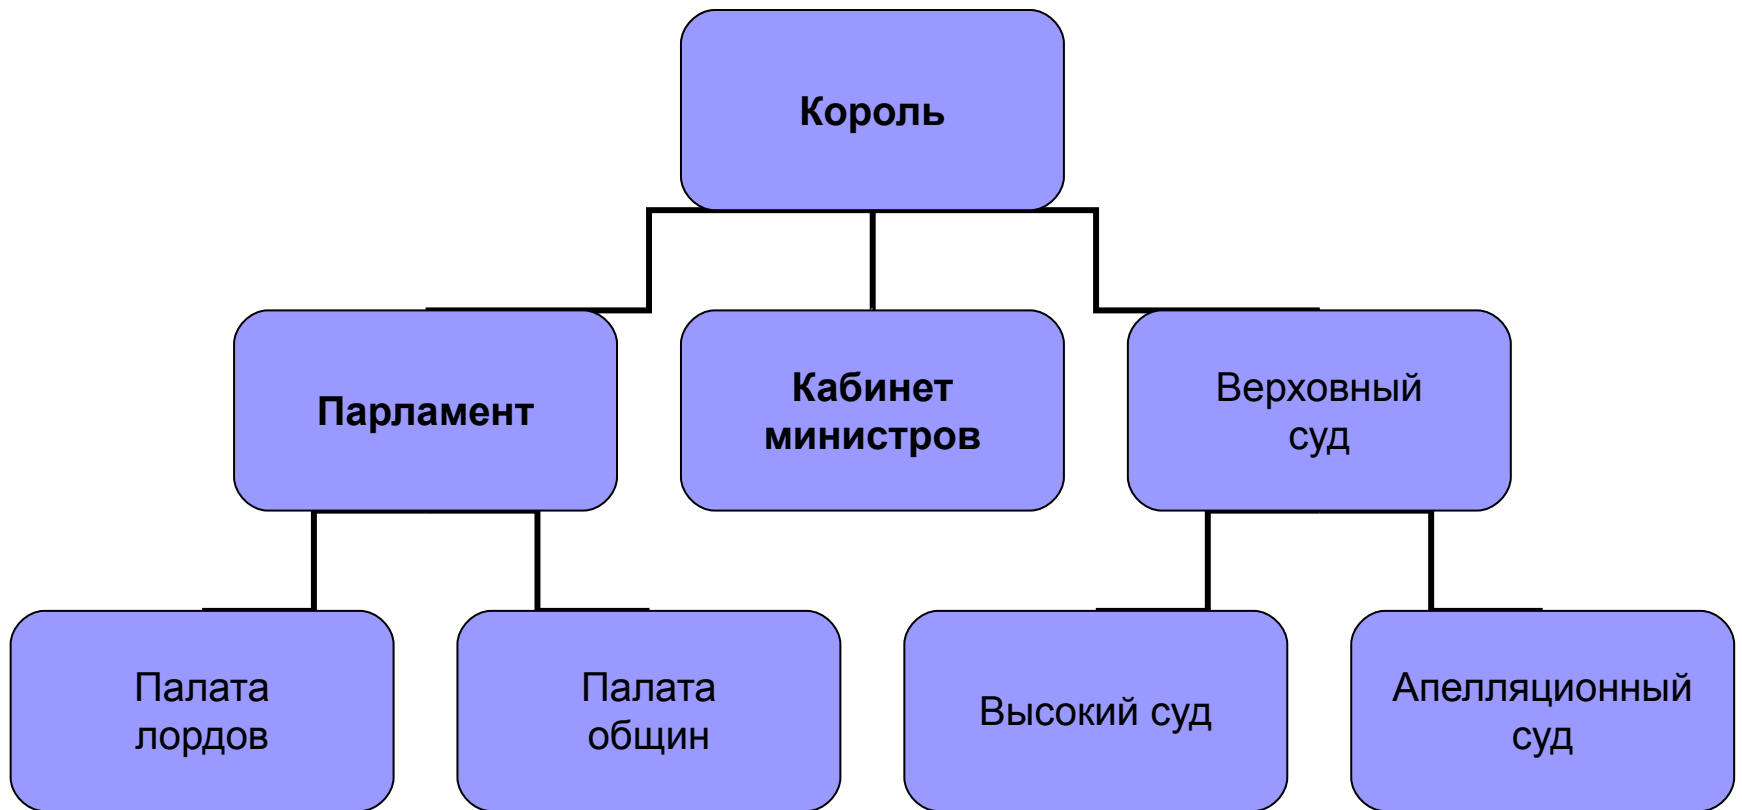 Король
Парламент
Кабинет
министров
Верховный
суд
Палата
лордов
Палата
общин
Высокий суд
Апелляционный
суд